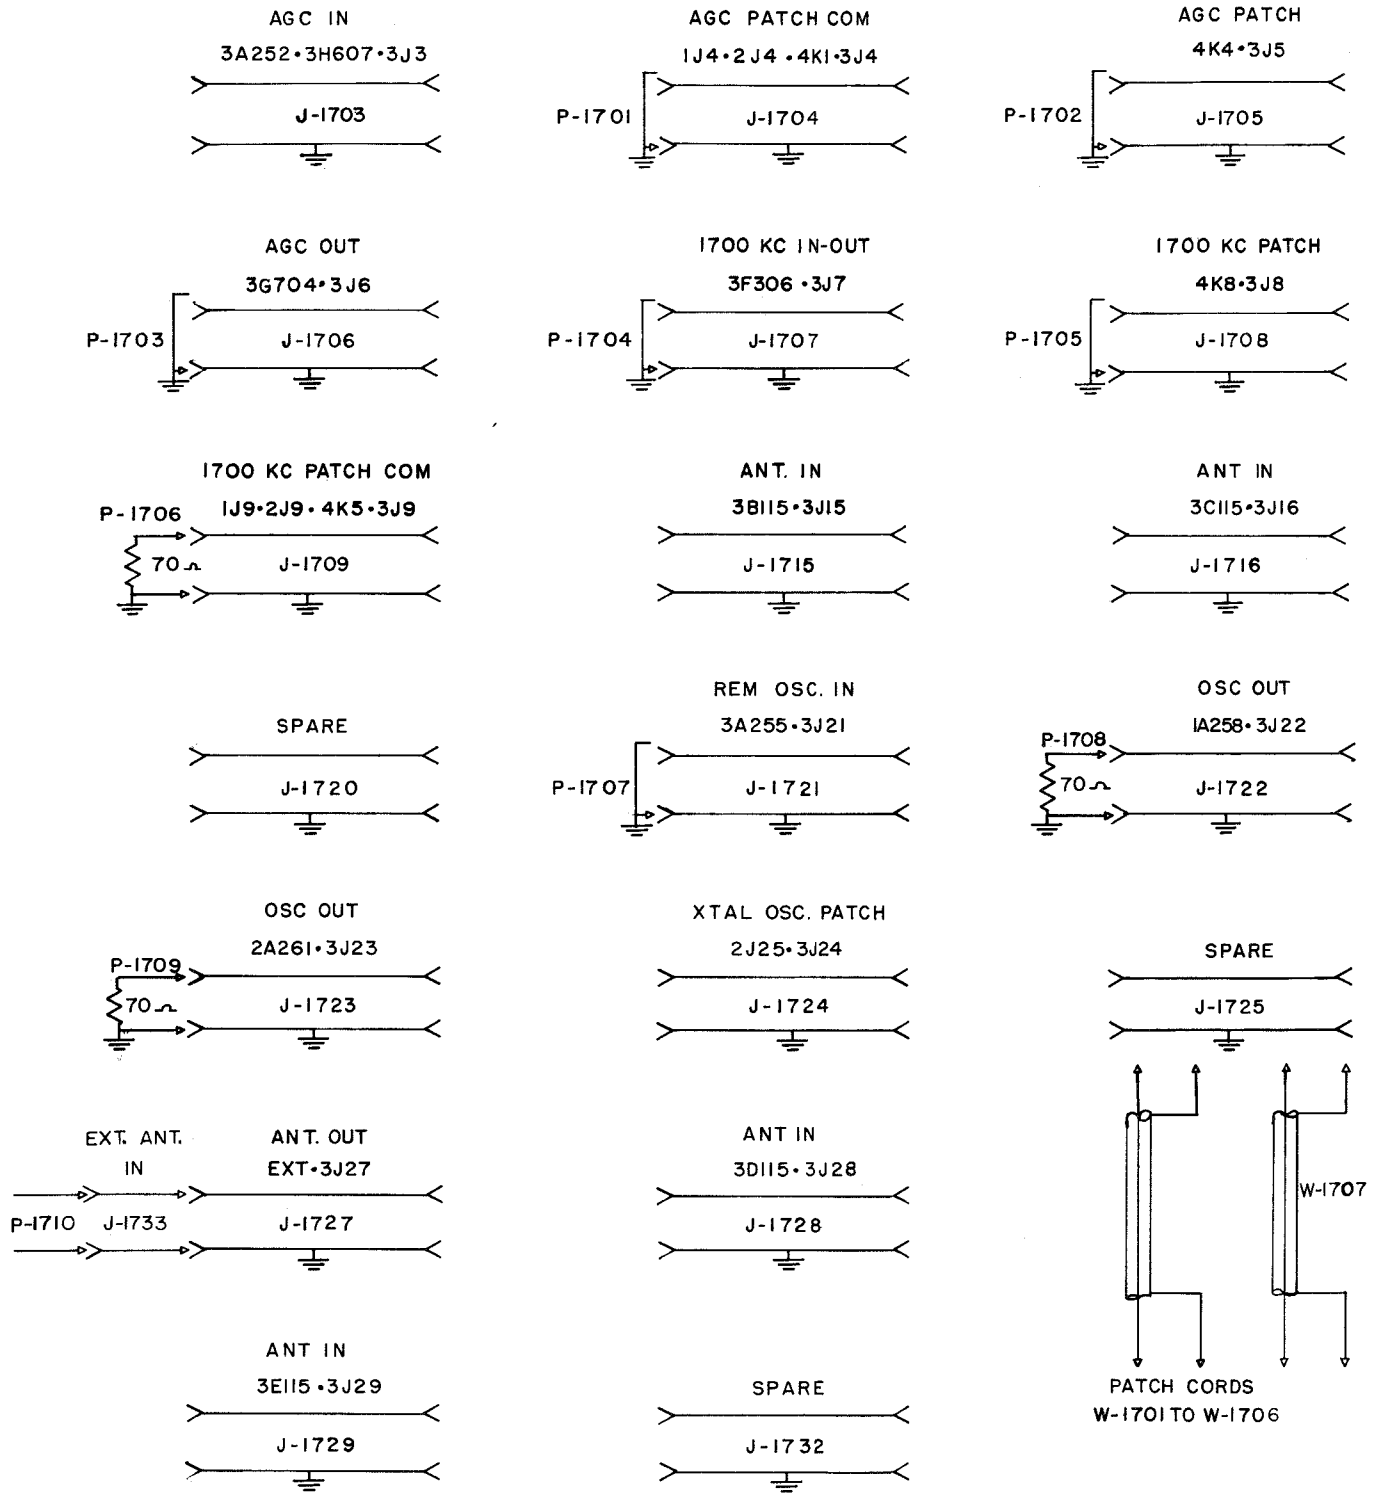 AGC IN
3A252•3H607•3J3
J-1703
AGC PATCH COM
1J4•2J4•4K1•3J4
P-1701
J-1704
AGC PATCH
4K4•3J5
P-1702
J-1705
AGC OUT
3G704•3J6
P-1703
J-1706
1700 KC IN-OUT
3F306•3J7
P-1704
J-1707
1700 KC PATCH
4K8•3J8
P-1705
J-1708
1700 KC PATCH COM
1J9•2J9•4K5•3J9
P-1706
70Ω
J-1709
ANT. IN
3B115•3J15
J-1715
ANT IN
3C115•3J16
J-1716
SPARE
J-1720
REM OSC. IN
3A255•3J21
P-1707
J-1721
OSC OUT
1A258•3J22
P-1708
70Ω
J-1722
OSC OUT
2A261•3J23
P-1709
70Ω
J-1723
XTAL OSC. PATCH
2J25•3J24
J-1724
SPARE
J-1725
EXT. ANT.
IN
P-1710
J-1733
ANT. OUT
EXT•3J27
J-1727
ANT IN
3D115•3J28
J-1728
W-1707
PATCH CORDS
W-1701 TO W-1706
ANT IN
3E115•3J29
J-1729
SPARE
J-1732